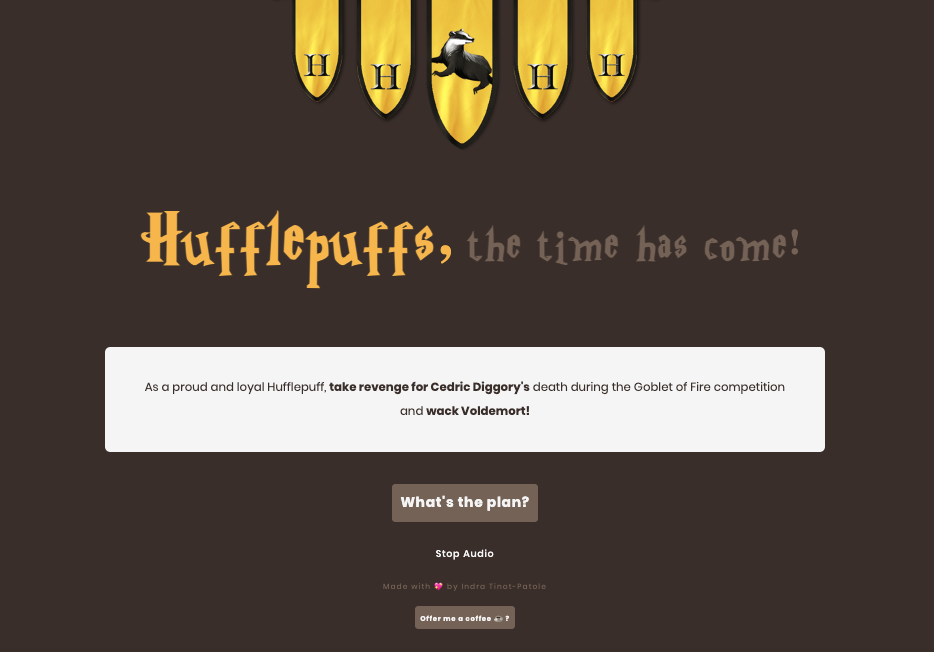 H H H H
Hufflepuffs, the time has come!
As a proud and loyal Hufflepuff, take revenge for Cedric Diggory's death during the Goblet of Fire competition
and wack Voldemort!
What's the plan?
Stop Audio
Made with 💖 by Indra Tinot-Patole
Offer me a coffee ☕ ?